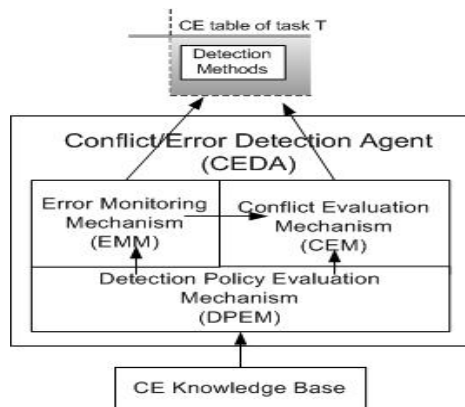 CE table of task T
Detection
Methods
Conflict/Error Detection Agent
(CEDA)
Error Monitoring
Mechanism
(EMM)
Conflict Evaluation
Mechanism
(CEM)
Detection Policy Evaluation
Mechanism
(DPEM)
CE Knowledge Base